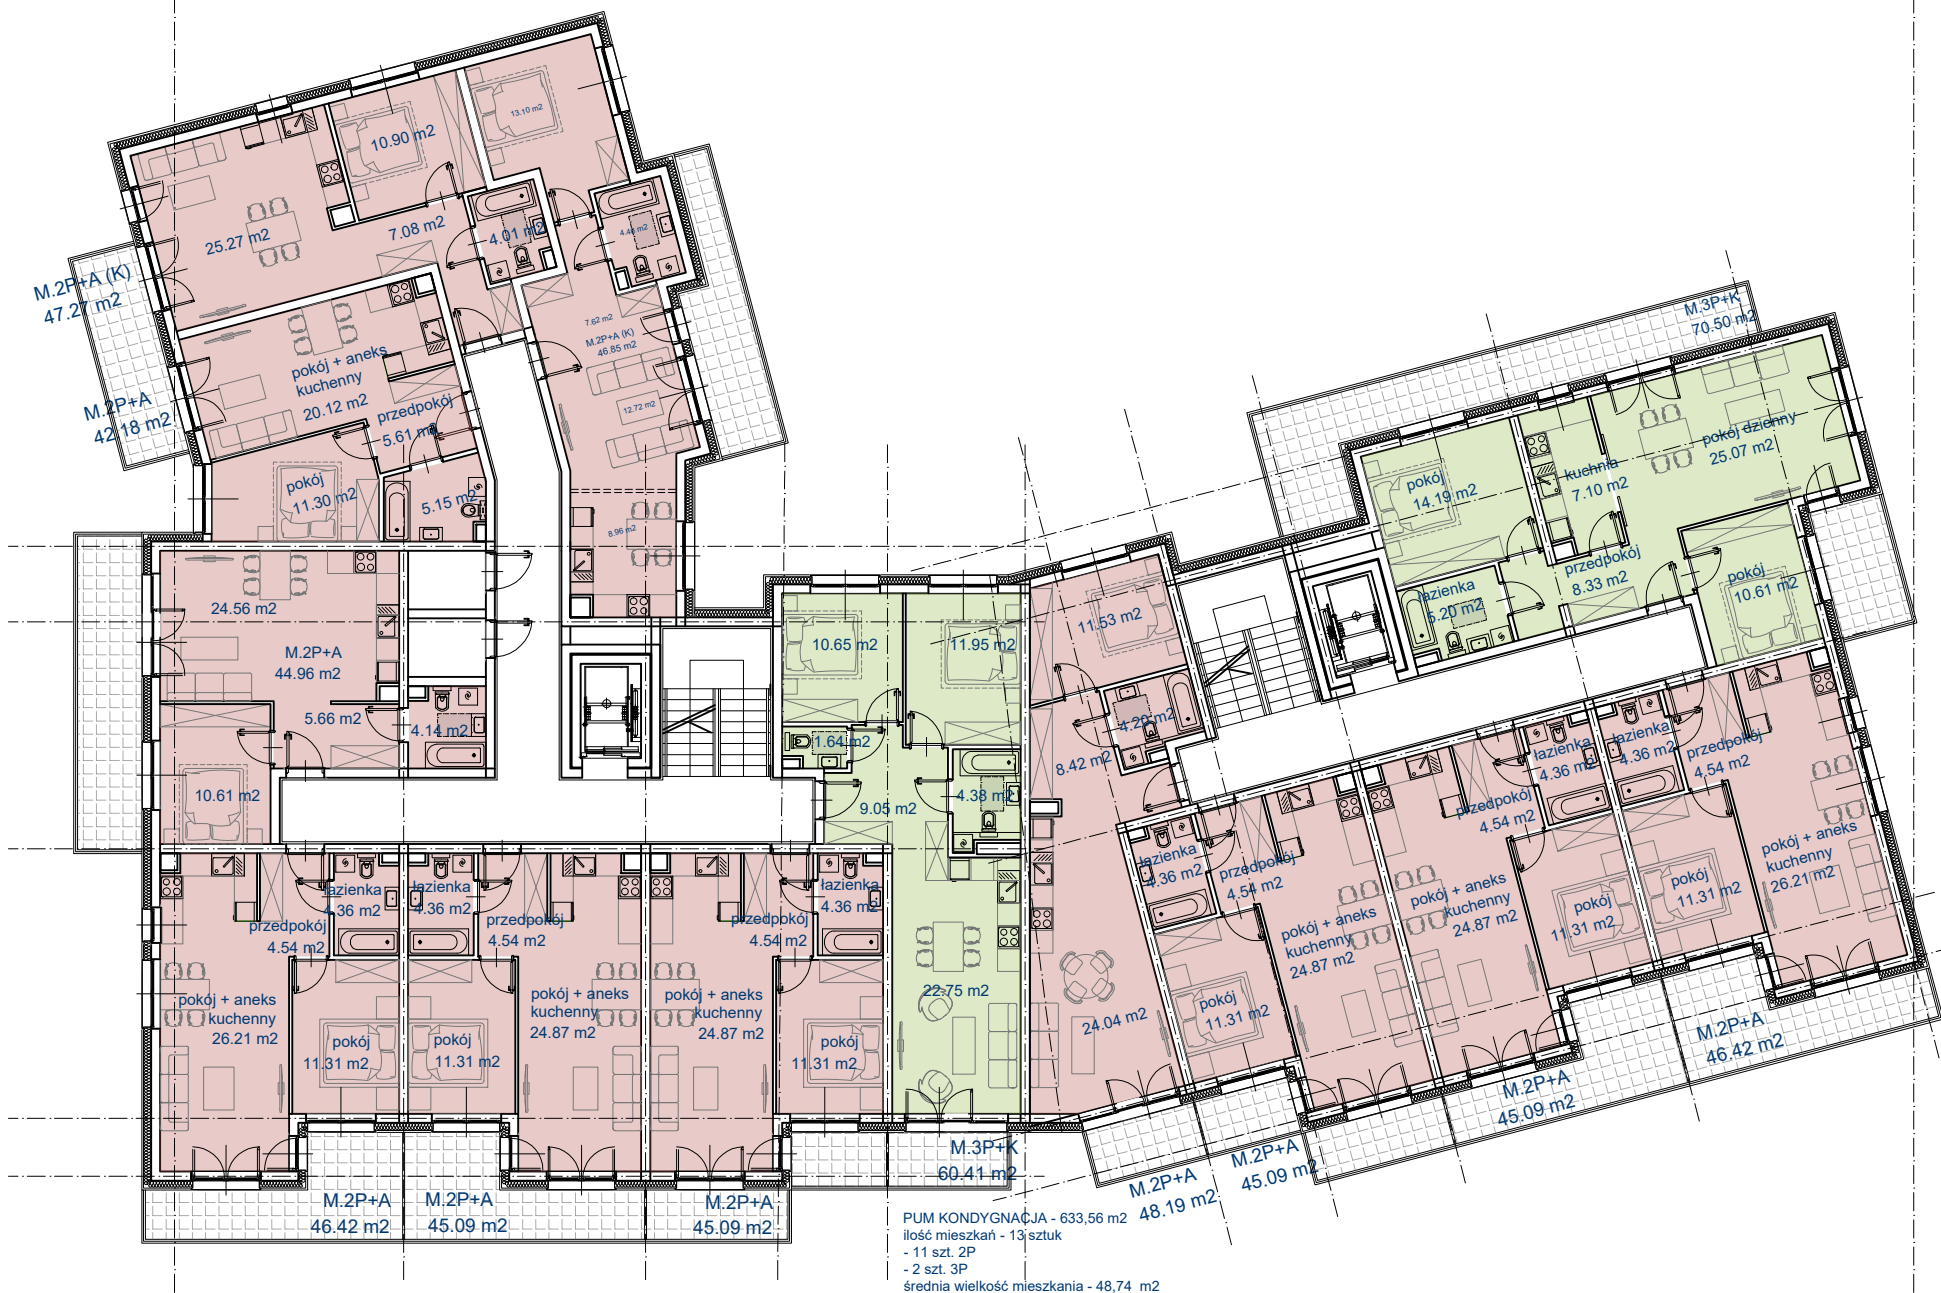 13.10 m2
10.90 m2
25.27 m2
7.08 m2
4.01 m2
4.48 m2
M.2P+A (K)
47.27 m2
7.62 m2
M.2P+A (K)
46.85 m2
12.72 m2
8.96 m2
pokój + aneks
kuchenny
20.12 m2
przedpokój
5.61 m2
M.2P+A
42.18 m2
pokój
11.30 m2
5.15 m2
24.56 m2
M.2P+A
44.96 m2
5.66 m2
4.14 m2
10.61 m2
M.3P+K
70.50 m2
pokój dzienny
25.07 m2
kuchnia
7.10 m2
pokój
14.19 m2
przedpokój
8.33 m2
łazienka
5.20 m2
pokój
10.61 m2
10.65 m2
11.95 m2
1.64 m2
9.05 m2
4.38 m2
22.75 m2
11.53 m2
4.20 m2
8.42 m2
24.04 m2
łazienka
4.36 m2
przedpokój
4.54 m2
pokój + aneks
kuchenny
26.21 m2
pokój
11.31 m2
łazienka
4.36 m2
przedpokój
4.54 m2
pokój
11.31 m2
pokój + aneks
kuchenny
24.87 m2
pokój + aneks
kuchenny
24.87 m2
przedpokój
4.54 m2
łazienka
4.36 m2
pokój
11.31 m2
łazienka
4.36 m2
przedpokój
4.54 m2
pokój
11.31 m2
pokój + aneks
kuchenny
24.87 m2
pokój + aneks
kuchenny
24.87 m2
przedpokój
4.54 m2
łazienka
4.36 m2
pokój
11.31 m2
łazienka
4.36 m2
przedpokój
4.54 m2
pokój
11.31 m2
pokój + aneks
kuchenny
26.21 m2
M.2P+A
46.42 m2
M.2P+A
45.09 m2
M.2P+A
45.09 m2
M.3P+K
60.41 m2
M.2P+A
48.19 m2
M.2P+A
45.09 m2
M.2P+A
45.09 m2
M.2P+A
46.42 m2
PUM KONDYGNACJA - 633,56 m2
ilość mieszkań - 13 sztuk
- 11 szt. 2P
- 2 szt. 3P
średnia wielkość mieszkania - 48,74 m2